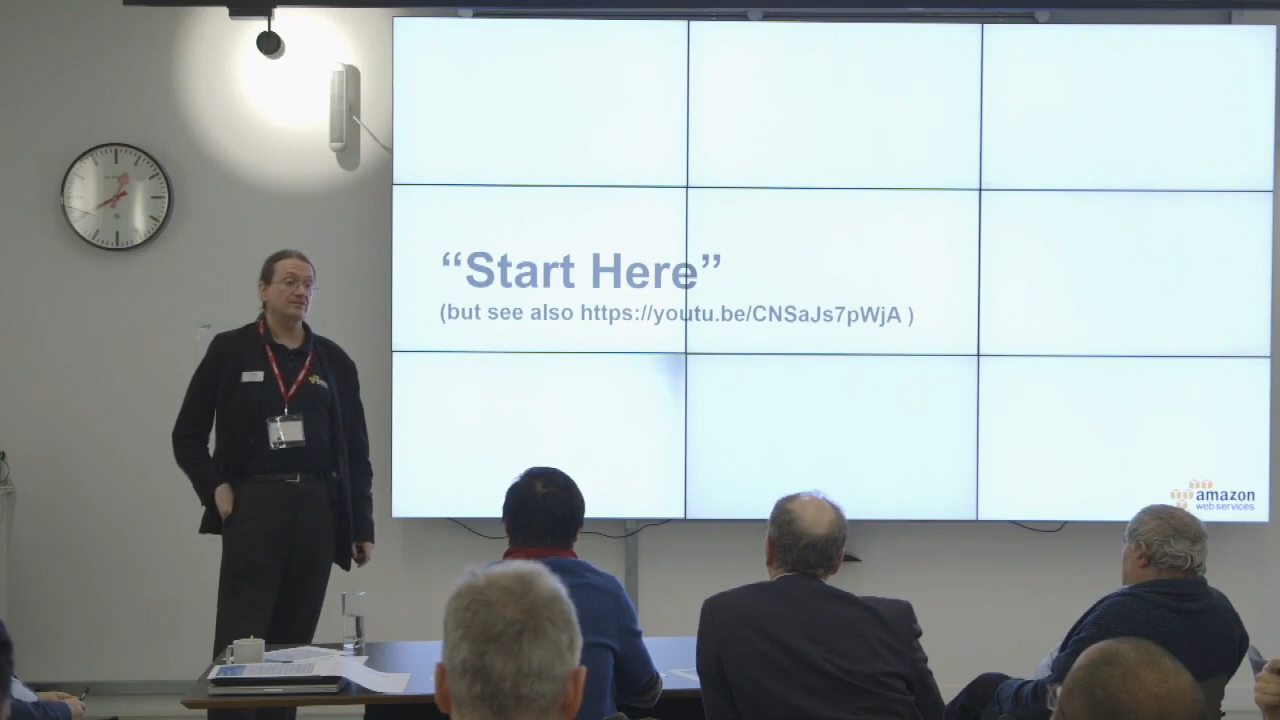 “Start Here”
(but see also https://youtu.be/CNSaJs7pWjA )
amazon
web services